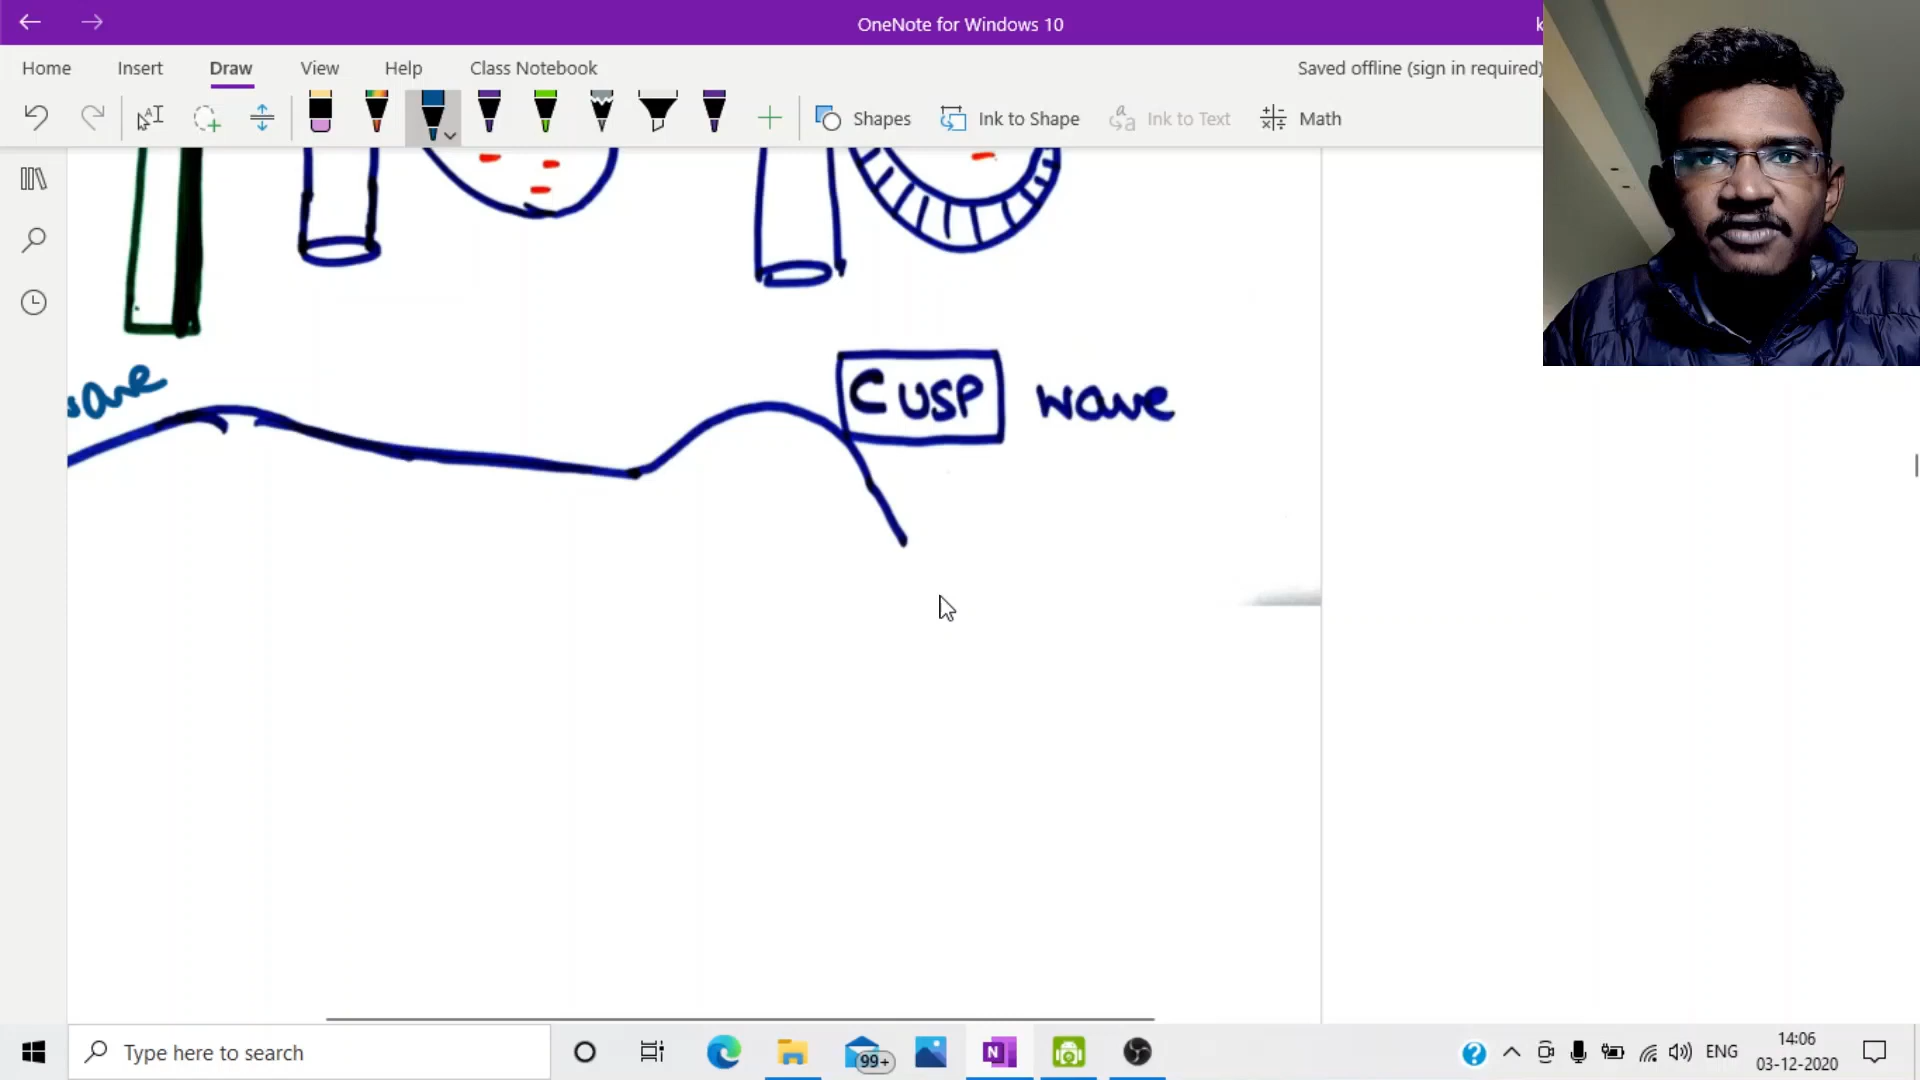 OneNote for Windows 10
Home Insert Draw View Help Class Notebook Saved offline (sign in required)
Shapes Ink to Shape Ink to Text Math
CUSP wave
Type here to search
99+
ENG
14:06
03-12-2020